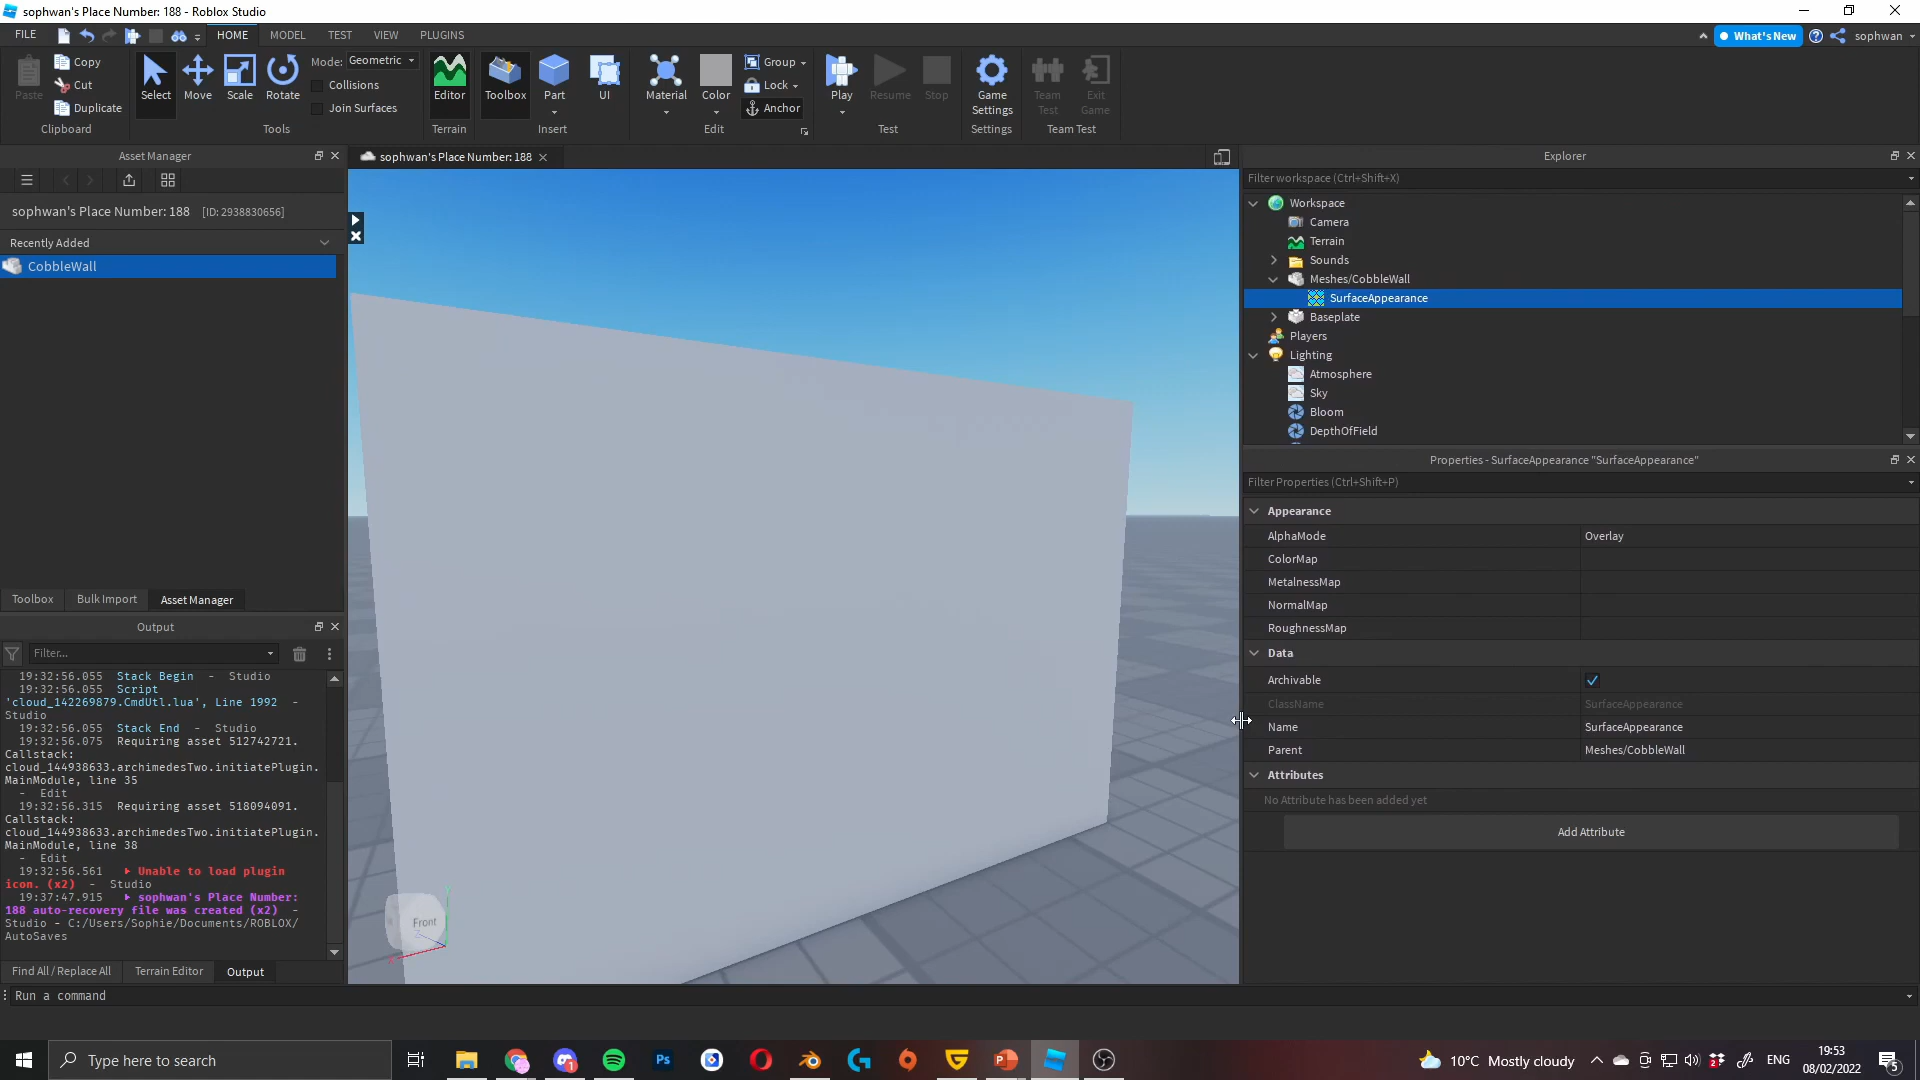 sophwan's Place Number: 188 - Roblox Studio
FILE HOME MODEL TEST VIEW PLUGINS What's New sophwan
Paste Copy Cut Duplicate Clipboard
Select Move Scale Rotate Mode: Geometric Collisions Join Surfaces Tools
Editor Terrain
Toolbox Part UI Insert
Material Color Group Lock Anchor Edit
Play Resume Stop Test
Game Settings Settings
Team Test Exit Game Team Test
Asset Manager
sophwan's Place Number: 188 [ID: 2938830656]
Recently Added
CobbleWall
Toolbox Bulk Import Asset Manager
Output
Filter...
19:32:56.055 Stack Begin - Studio
19:32:56.055 Script
'cloud_142269879.CmdUtl.lua', Line 1992 -
Studio
19:32:56.055 Stack End - Studio
19:32:56.075 Requiring asset 512742721.
Callstack:
cloud_144938633.archimedesTwo.initiatePlugin.
MainModule, line 35
- Edit
19:32:56.315 Requiring asset 518094091.
Callstack:
cloud_144938633.archimedesTwo.initiatePlugin.
MainModule, line 38
- Edit
19:32:56.561 Unable to load plugin
icon. (x2) - Studio
19:37:47.915 sophwan's Place Number:
188 auto-recovery file was created (x2) -
Studio - C:/Users/Sophie/Documents/ROBLOX/
AutoSaves
Find All / Replace All Terrain Editor Output
Run a command
sophwan's Place Number: 188
Front
Explorer
Filter workspace (Ctrl+Shift+X)
Workspace
Camera
Terrain
Sounds
Meshes/CobbleWall
SurfaceAppearance
Baseplate
Players
Lighting
Atmosphere
Sky
Bloom
DepthOfField
Properties - SurfaceAppearance "SurfaceAppearance"
Filter Properties (Ctrl+Shift+P)
Appearance
AlphaMode Overlay
ColorMap
MetalnessMap
NormalMap
RoughnessMap
Data
Archivable
ClassName SurfaceAppearance
Name SurfaceAppearance
Parent Meshes/CobbleWall
Attributes
No Attribute has been added yet
Add Attribute
Type here to search
Ps
10°C Mostly cloudy
ENG
19:53
08/02/2022
5